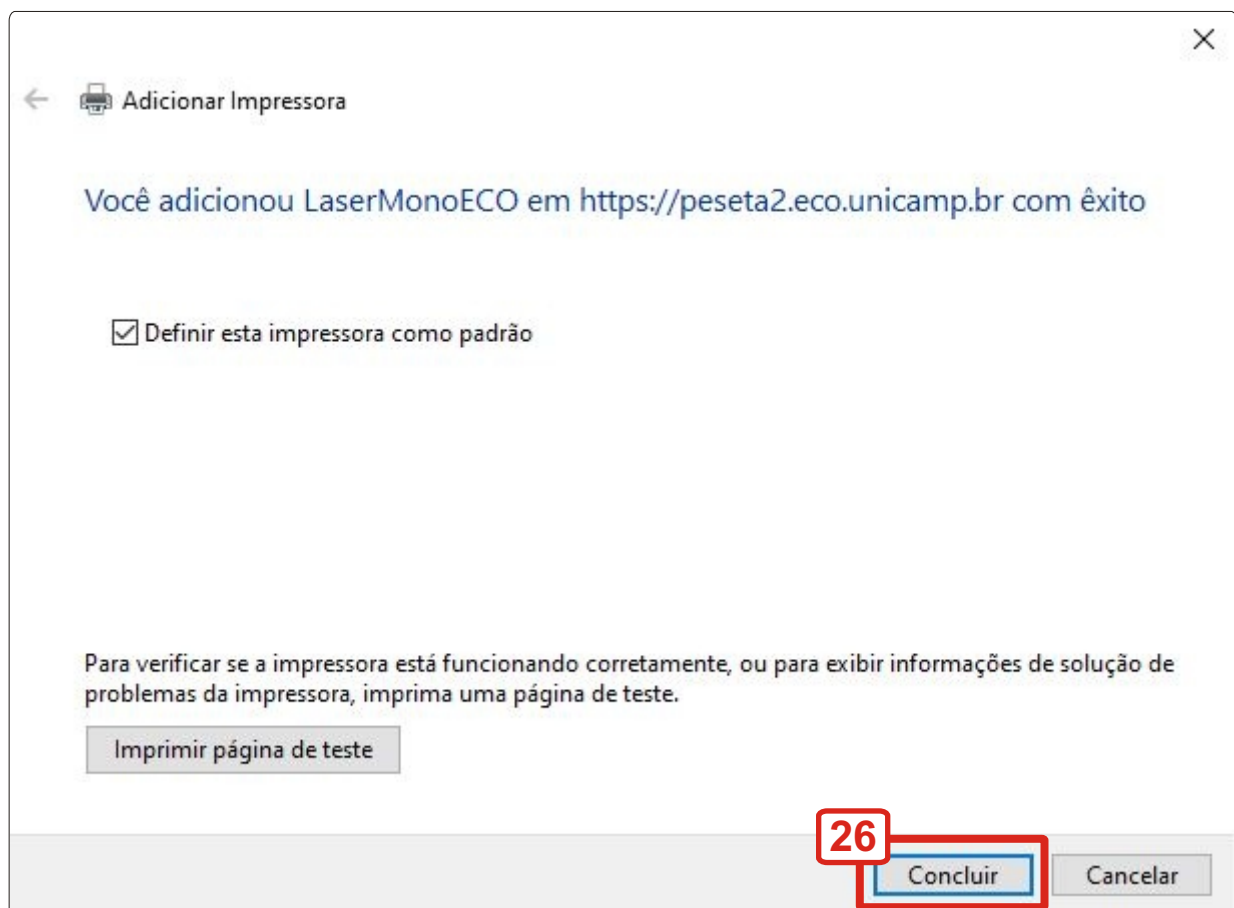 Adicionar Impressora
Você adicionou LaserMonoECO em https://peseta2.eco.unicamp.br com êxito
Definir esta impressora como padrão
Para verificar se a impressora está funcionando corretamente, ou para exibir informações de solução de
problemas da impressora, imprima uma página de teste.
Imprimir página de teste
26
Concluir
Cancelar